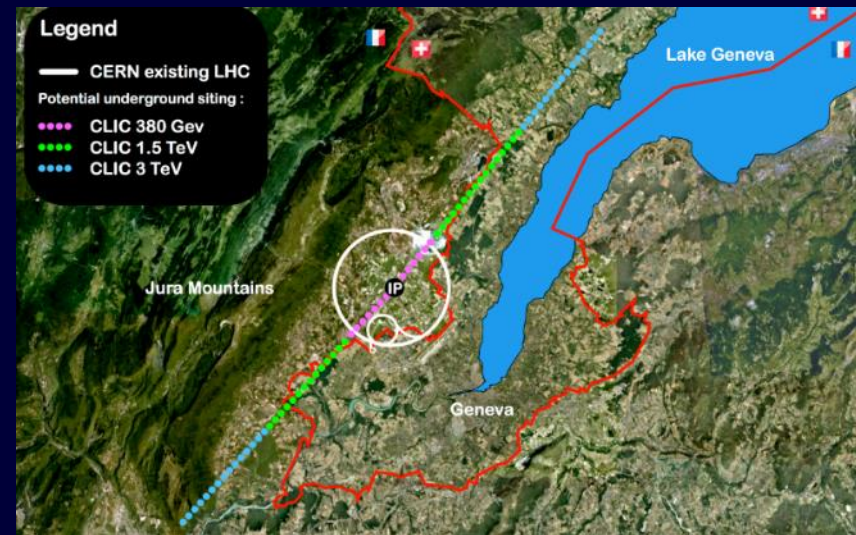 Legend
CERN existing LHC
Potential underground siting :
CLIC 380 Gev
CLIC 1.5 TeV
CLIC 3 TeV
Lake Geneva
Jura Mountains
IP
Geneva